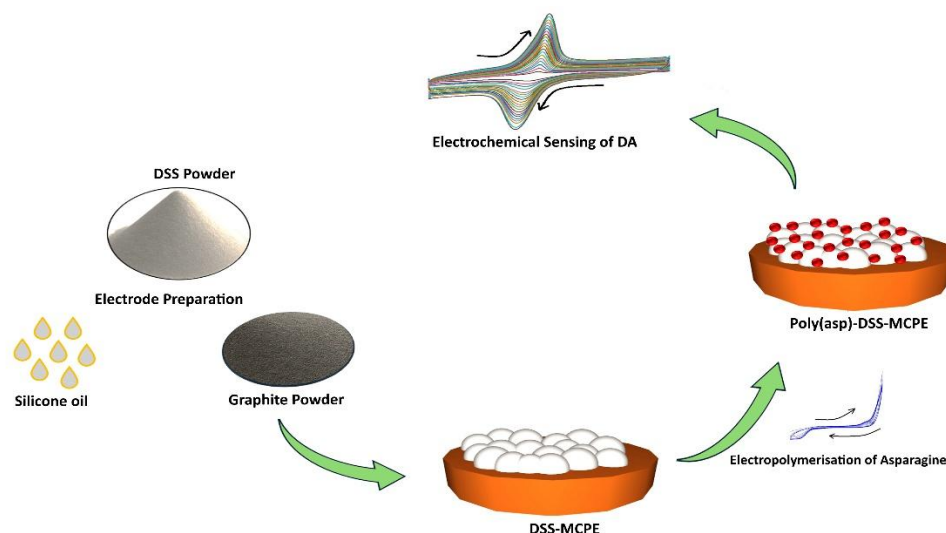 Electrochemical Sensing of DA
DSS Powder
Electrode Preparation
Silicone oil
Graphite Powder
Poly(asp)-DSS-MCPE
Electropolymerisation of Asparagine
DSS-MCPE